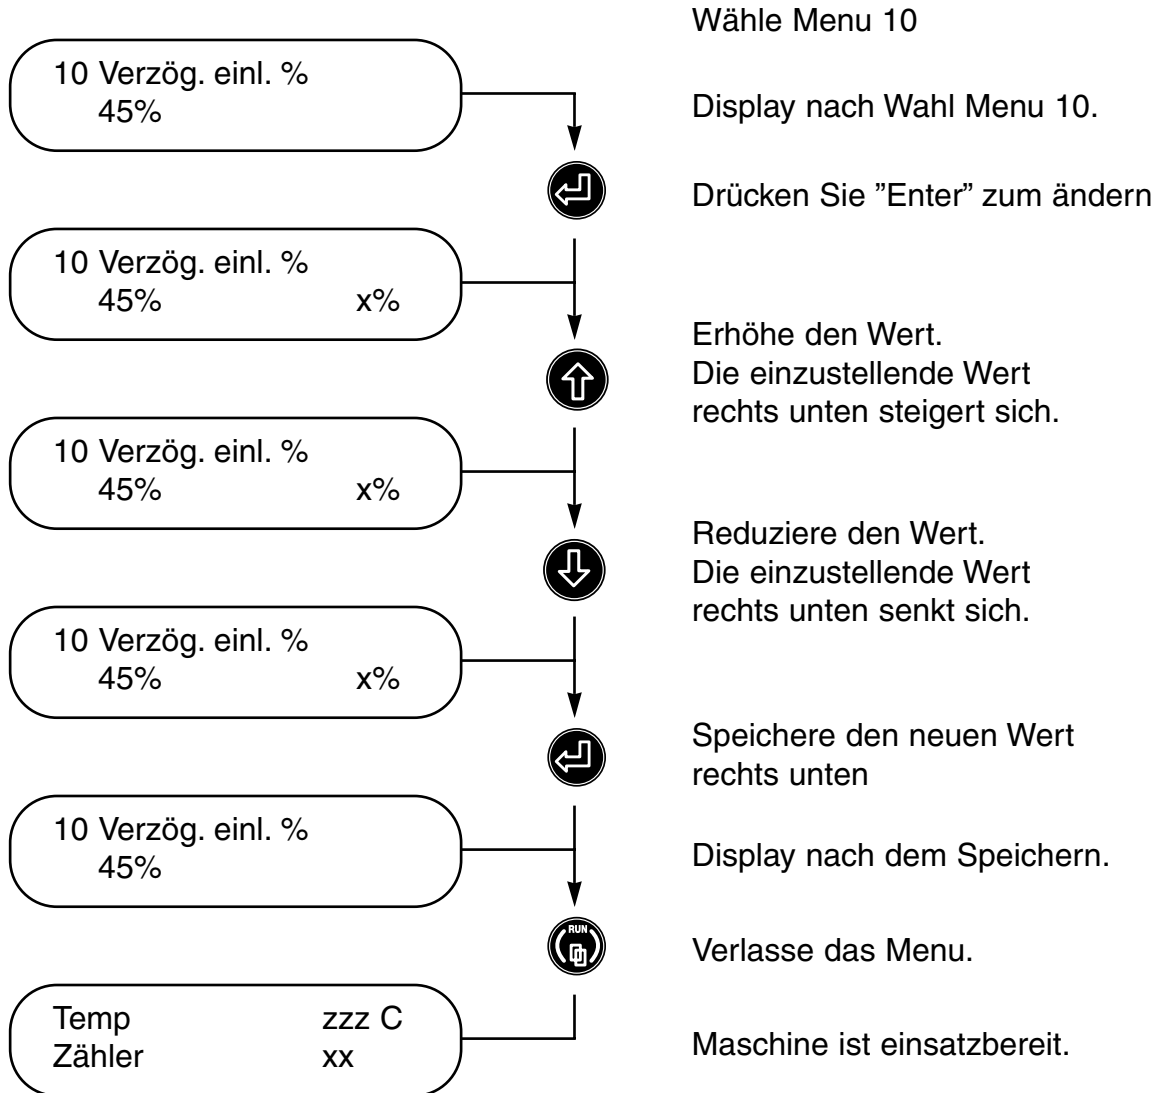 Wähle Menu 10
10 Verzög. einl. %
45%
Display nach Wahl Menu 10.
Drücken Sie ”Enter” zum ändern
10 Verzög. einl. %
45% x%
Erhöhe den Wert.
Die einzustellende Wert
rechts unten steigert sich.
10 Verzög. einl. %
45% x%
Reduziere den Wert.
Die einzustellende Wert
rechts unten senkt sich.
10 Verzög. einl. %
45% x%
Speichere den neuen Wert
rechts unten
10 Verzög. einl. %
45%
Display nach dem Speichern.
RUN
Verlasse das Menu.
Temp zzz C
Zähler xx
Maschine ist einsatzbereit.